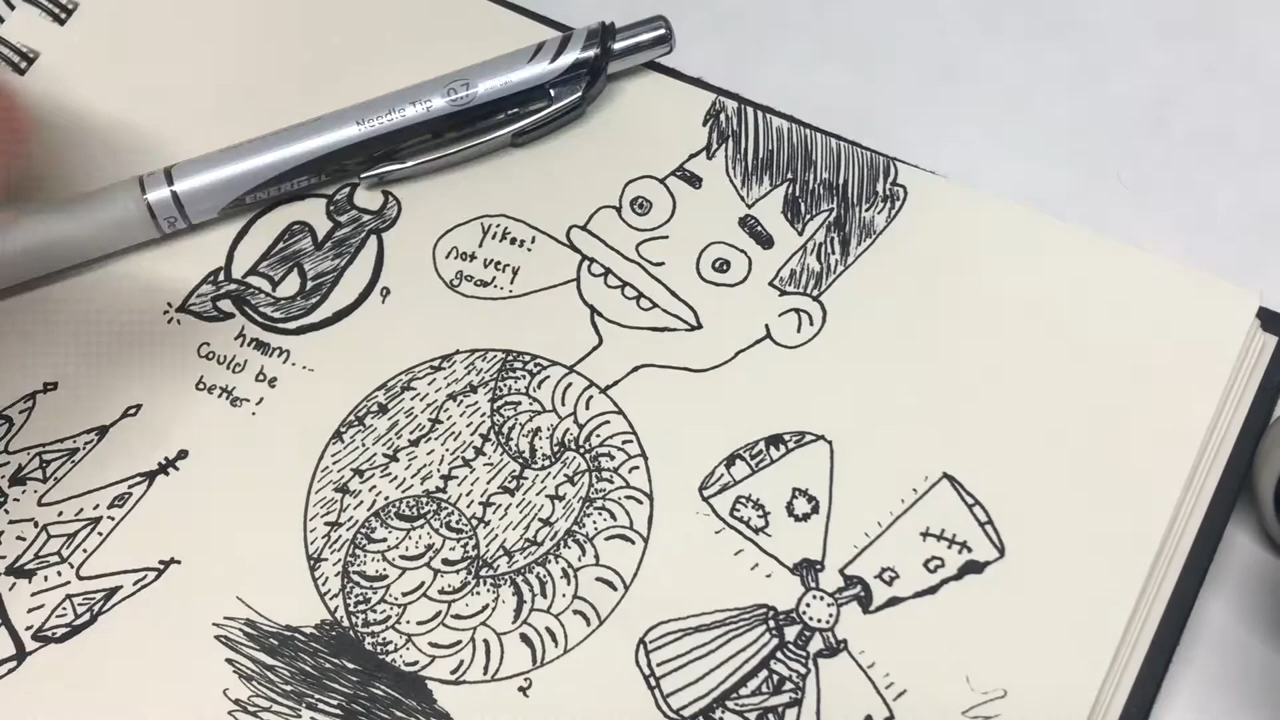 Needle Tip 0.7
ENERGEL
Yikes!
not very
good...
9
hmmm...
Could be
better!
2